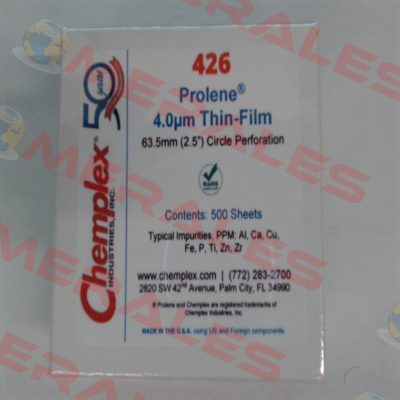 426
Prolene®
4.0µm Thin-Film
63.5mm (2.5") Circle Perforation
50
years
Chemplex®
INDUSTRIES, INC.
RoHS
Contents: 500 Sheets
Typical Impurities, PPM: Al, Ca, Cu,
Fe, P, Ti, Zn, Zr
www.chemplex.com | (772) 283-2700
2820 SW 42nd Avenue, Palm City, FL 34990
® Prolene and Chemplex are registered trademarks of
Chemplex Industries, Inc.
MADE IN THE U.S.A. using US and Foreign components
MERALES
MERALES
MERALES